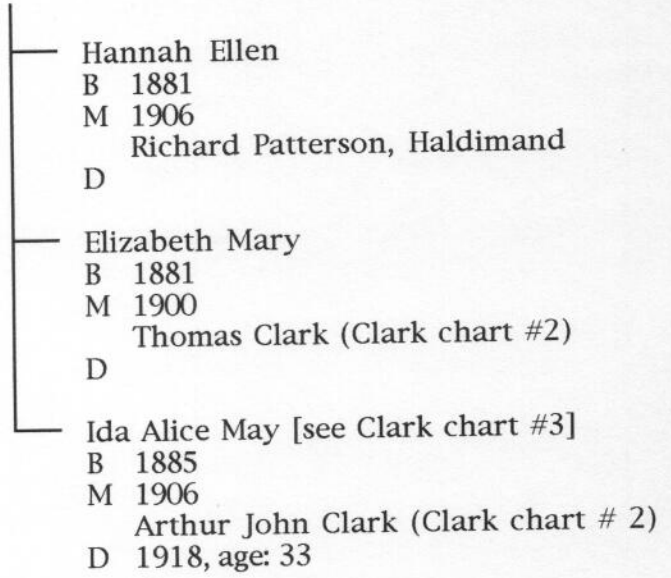 Hannah Ellen
B 1881
M 1906
Richard Patterson, Haldimand
D
Elizabeth Mary
B 1881
M 1900
Thomas Clark (Clark chart #2)
D
Ida Alice May [see Clark chart #3]
B 1885
M 1906
Arthur John Clark (Clark chart # 2)
D 1918, age: 33